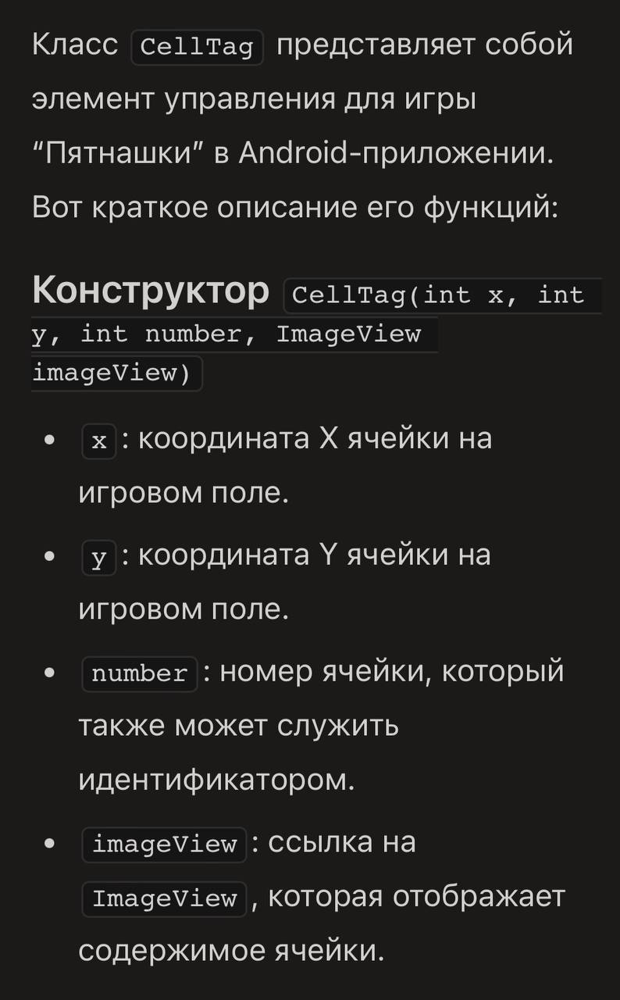 Класс CellTag представляет собой
элемент управления для игры
“Пятнашки” в Android-приложении.
Вот краткое описание его функций:
Конструктор CellTag(int x, int
y, int number, ImageView
imageView)
• x: координата X ячейки на
игровом поле.
• y: координата Y ячейки на
игровом поле.
• number: номер ячейки, который
также может служить
идентификатором.
• imageView: ссылка на
ImageView, которая отображает
содержимое ячейки.